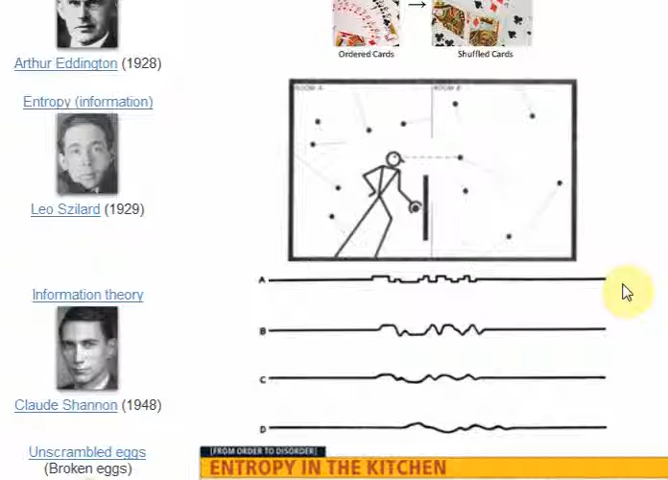 Arthur Eddington (1928)
Entropy (information)
Leo Szilard (1929)
Information theory
Claude Shannon (1948)
Unscrambled eggs
(Broken eggs)
Ordered Cards
Shuffled Cards
ROOM A
ROOM B
A
B
C
D
[FROM ORDER TO DISORDER]
ENTROPY IN THE KITCHEN